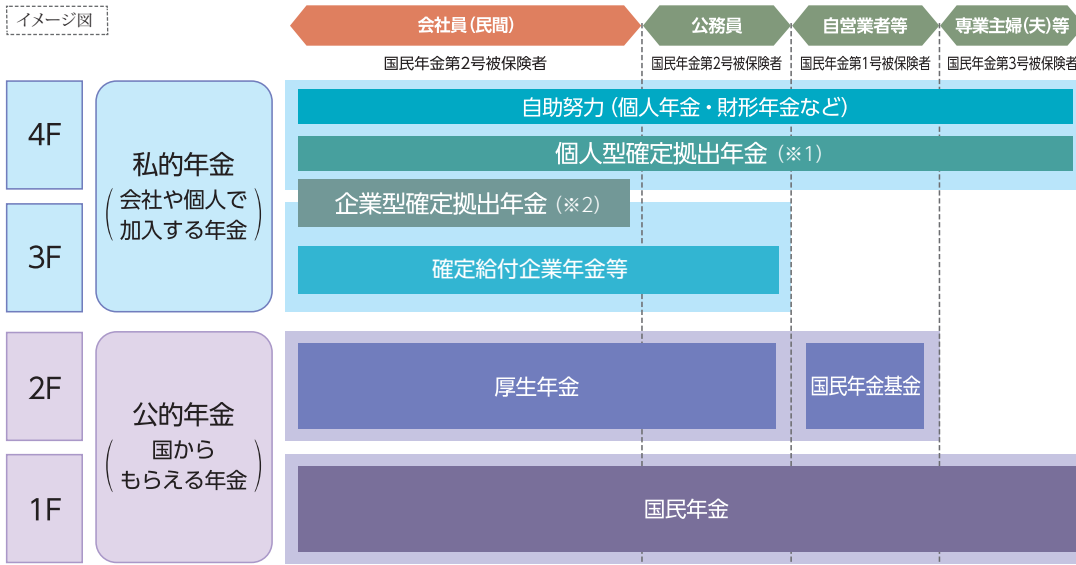 イメージ図
会社員(民間)
公務員
自営業者等
専業主婦(夫)等
国民年金第2号被保険者
国民年金第2号被保険者
国民年金第1号被保険者
国民年金第3号被保険者
4F
3F
私的年金
(会社や個人で
加入する年金)
自助努力(個人年金・財形年金など)
個人型確定拠出年金(※1)
企業型確定拠出年金(※2)
確定給付企業年金等
2F
1F
公的年金
(国から
もらえる年金)
厚生年金
国民年金基金
国民年金